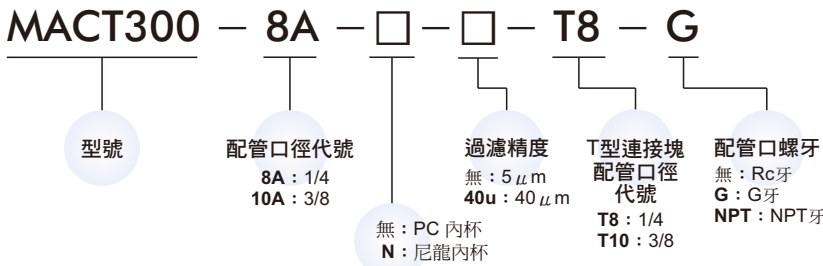 MACT300 － 8A － □ － □ － T8 － G
型號
配管口徑代號
8A：1/4
10A：3/8
無：PC 內杯
N：尼龍內杯
過濾精度
無：5μm
40u：40μm
T型連接塊
配管口徑
代號
T8：1/4
T10：3/8
配管口螺牙
無：Rc牙
G：G牙
NPT：NPT牙